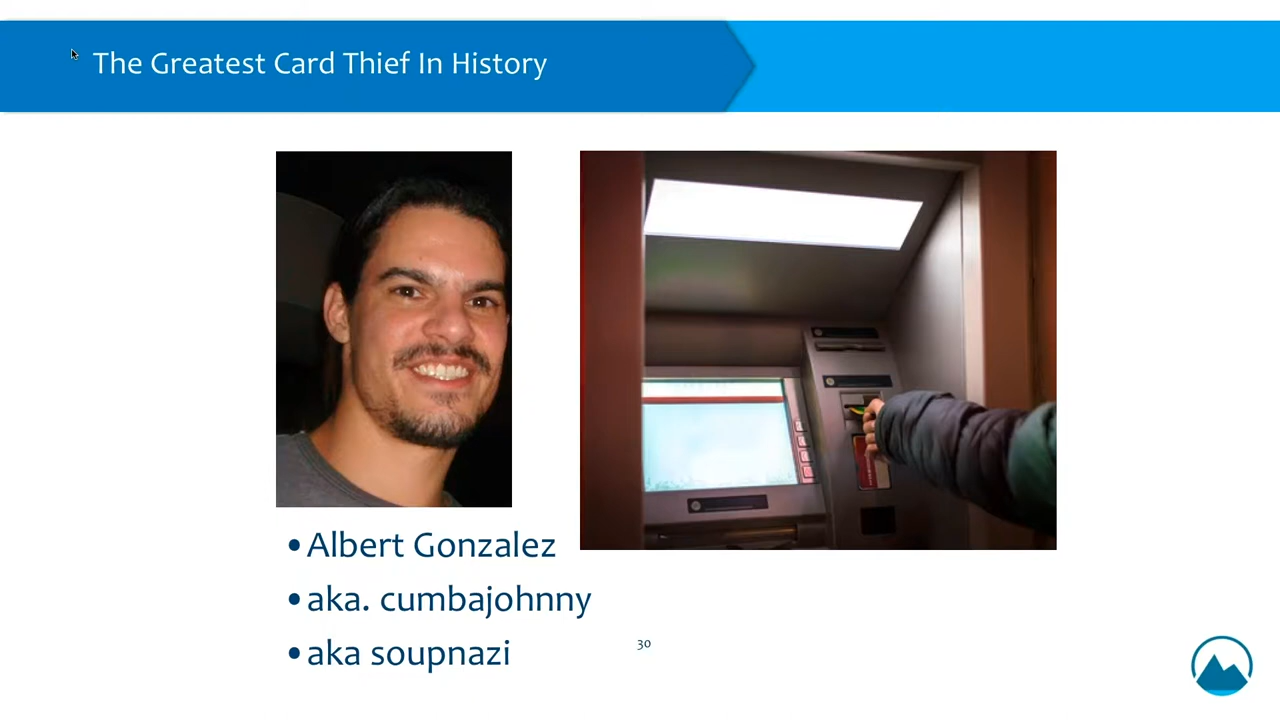 The Greatest Card Thief In History
•Albert Gonzalez
•aka. cumbajohnny
•aka soupnazi
30